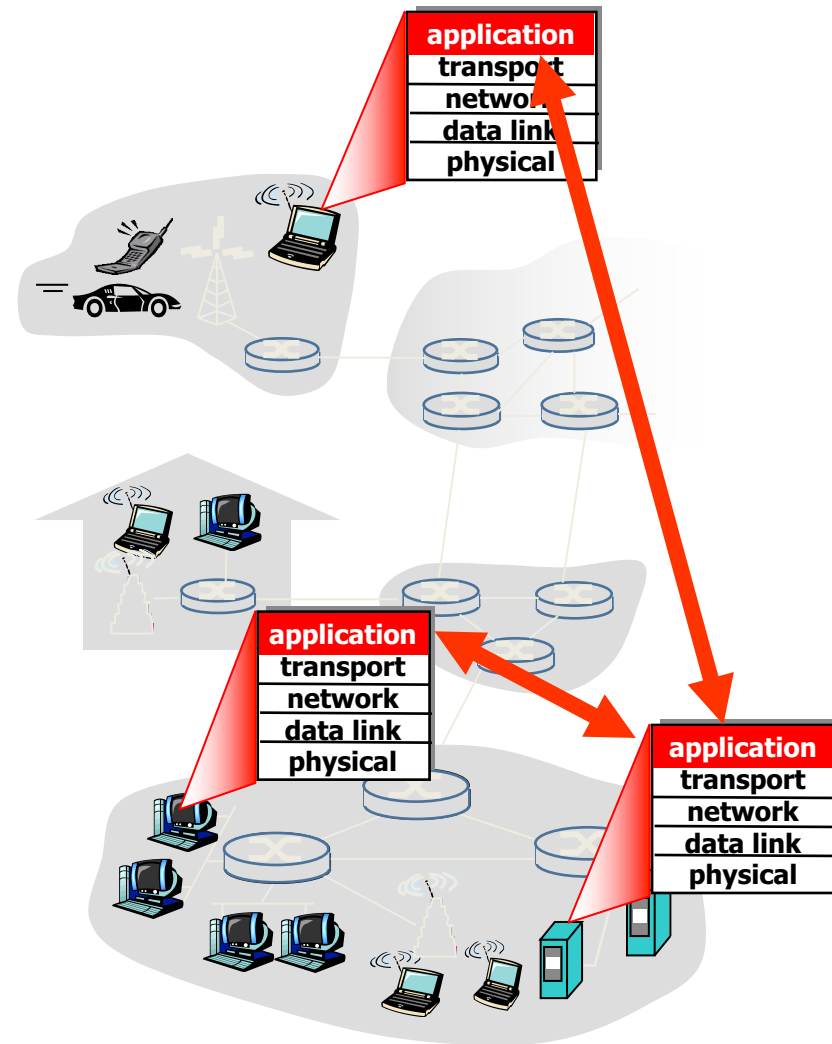 application
transport
network
data link
physical
application
transport
network
data link
physical
application
transport
network
data link
physical